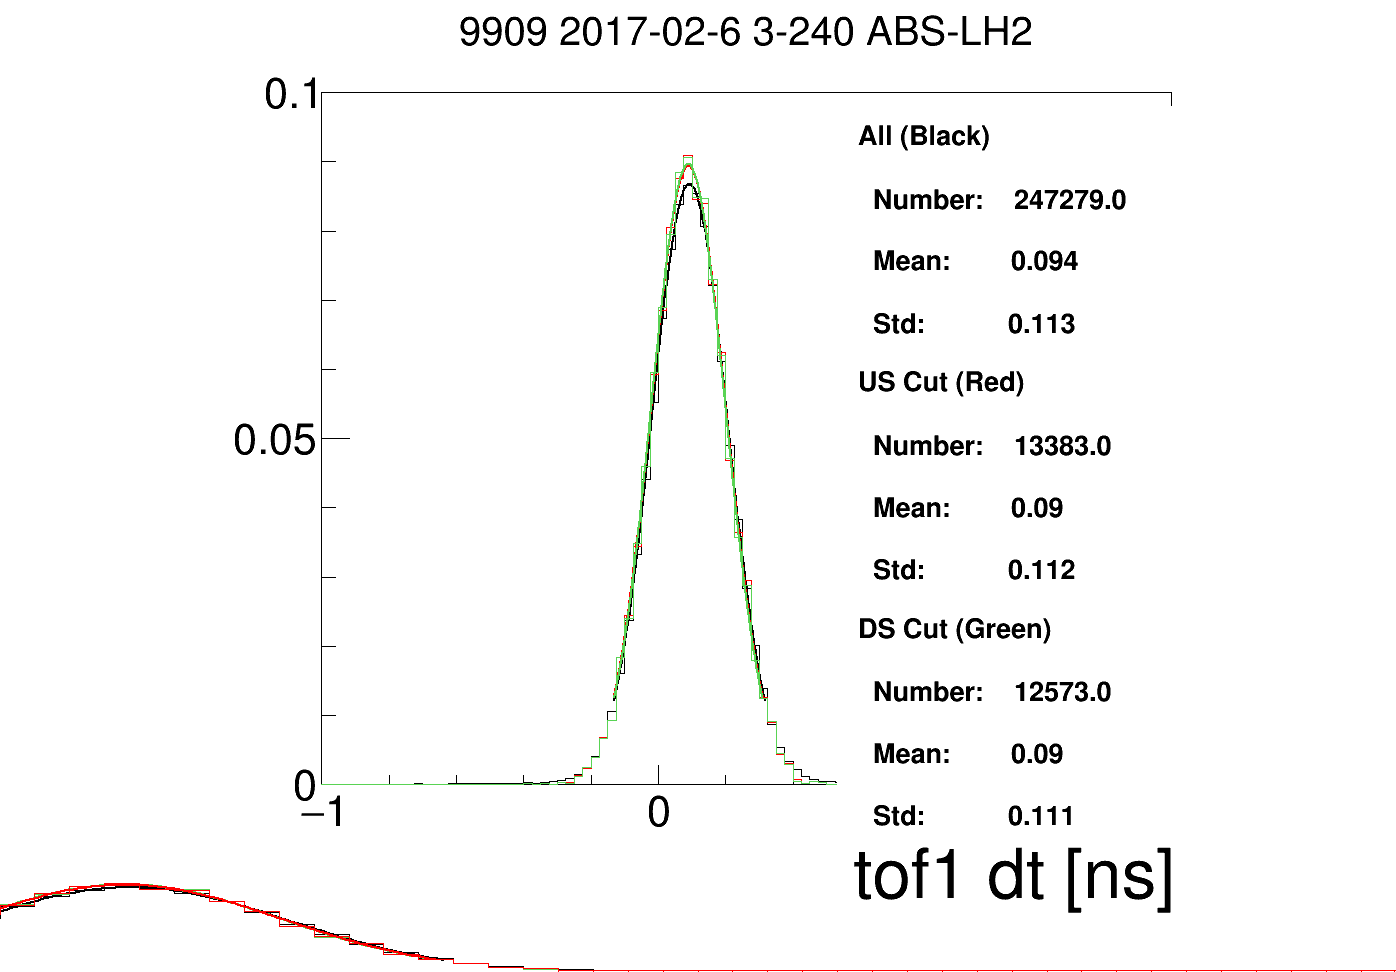 9909 2017-02-6 3-240 ABS-LH2
0.1
All (Black)
Number: 247279.0
Mean: 0.094
Std: 0.113
US Cut (Red)
0.05
Number: 13383.0
Mean: 0.09
Std: 0.112
DS Cut (Green)
Number: 12573.0
Mean: 0.09
0
−1 0
Std: 0.111
tof1 dt [ns]